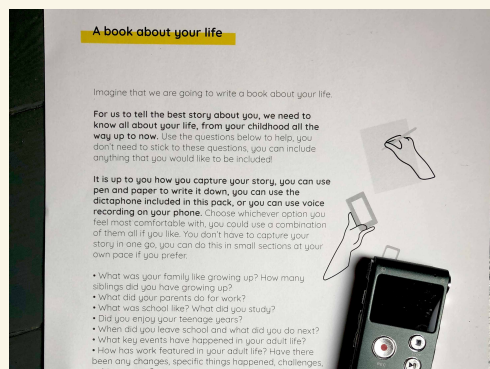 A book about your life
Imagine that we are going to write a book about your life.
For us to tell the best story about you, we need to
know all about your life, from your childhood all the
way up to now. Use the questions below to help, you
don't need to stick to these questions, you can include
anything that you would like to be included!
It is up to you how you capture your story, you can use
pen and paper to write it down, you can use the
dictaphone included in this pack, or you can use voice
recording on your phone. Choose whichever option you
feel most comfortable with, you could use a combination
of them all if you like. You don't have to capture your
story in one go, you can do this in small sections at your
own pace if you prefer.
• What was your family like growing up? How many
siblings did you have growing up?
• What did your parents do for work?
• What was school like? What did you study?
• Did you enjoy your teenage years?
• When did you leave school and what did you do next?
• What key events have happened in your adult life?
• How has work featured in your adult life? Have there
been any changes, specific things happened, challenges,